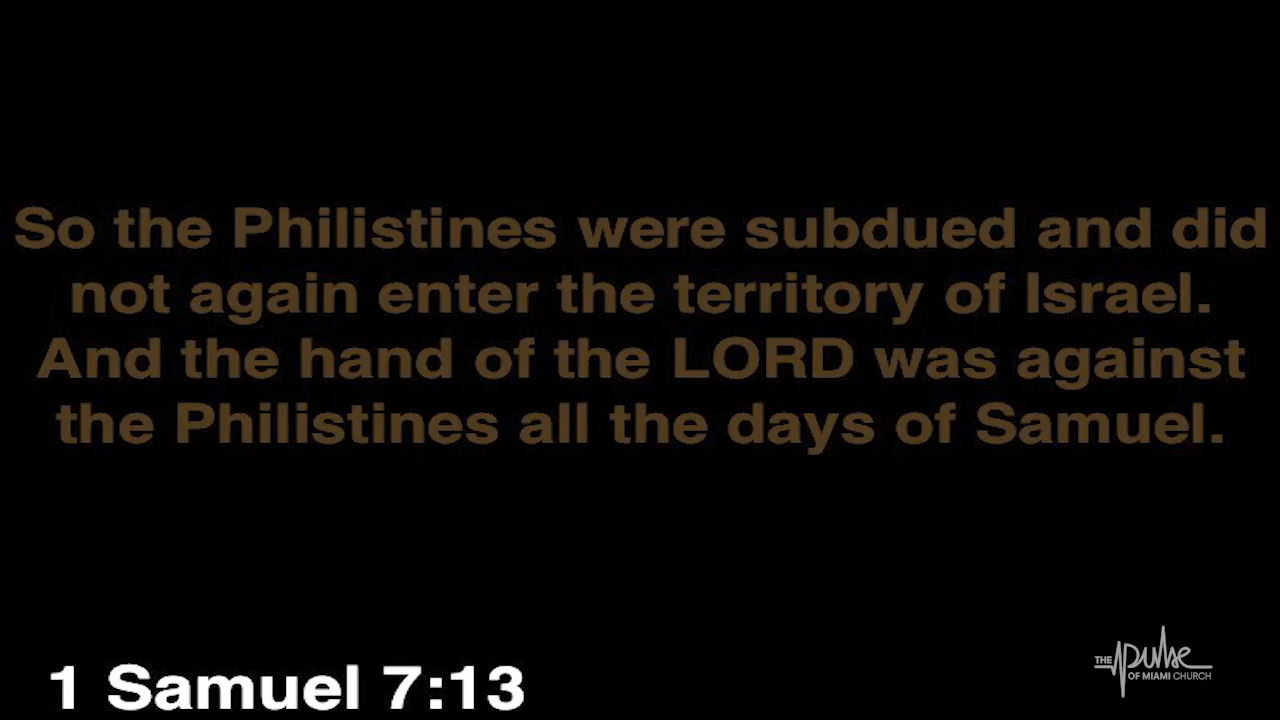 So the Philistines were subdued and did
not again enter the territory of Israel.
And the hand of the LORD was against
the Philistines all the days of Samuel.
1 Samuel 7:13
THE pulse
OF MIAMI CHURCH